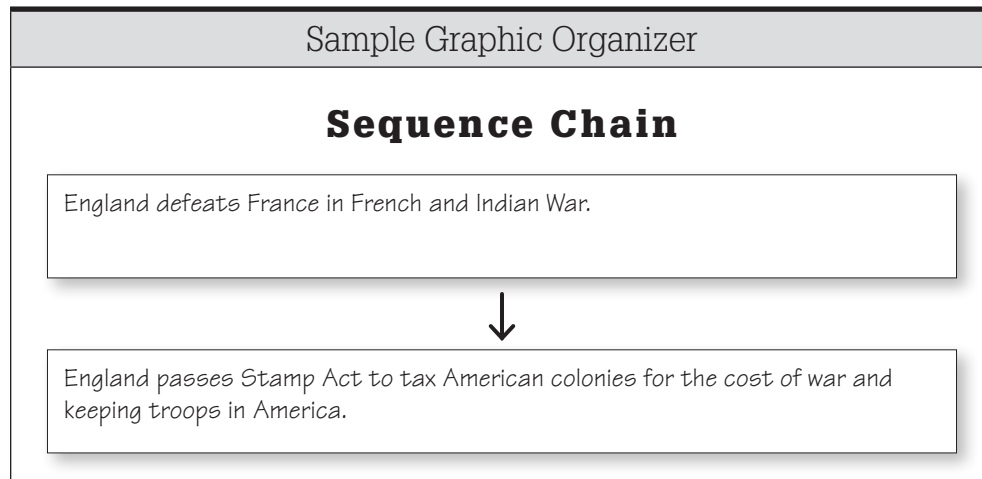 Sample Graphic Organizer
Sequence Chain
England defeats France in French and Indian War.
England passes Stamp Act to tax American colonies for the cost of war and
keeping troops in America.